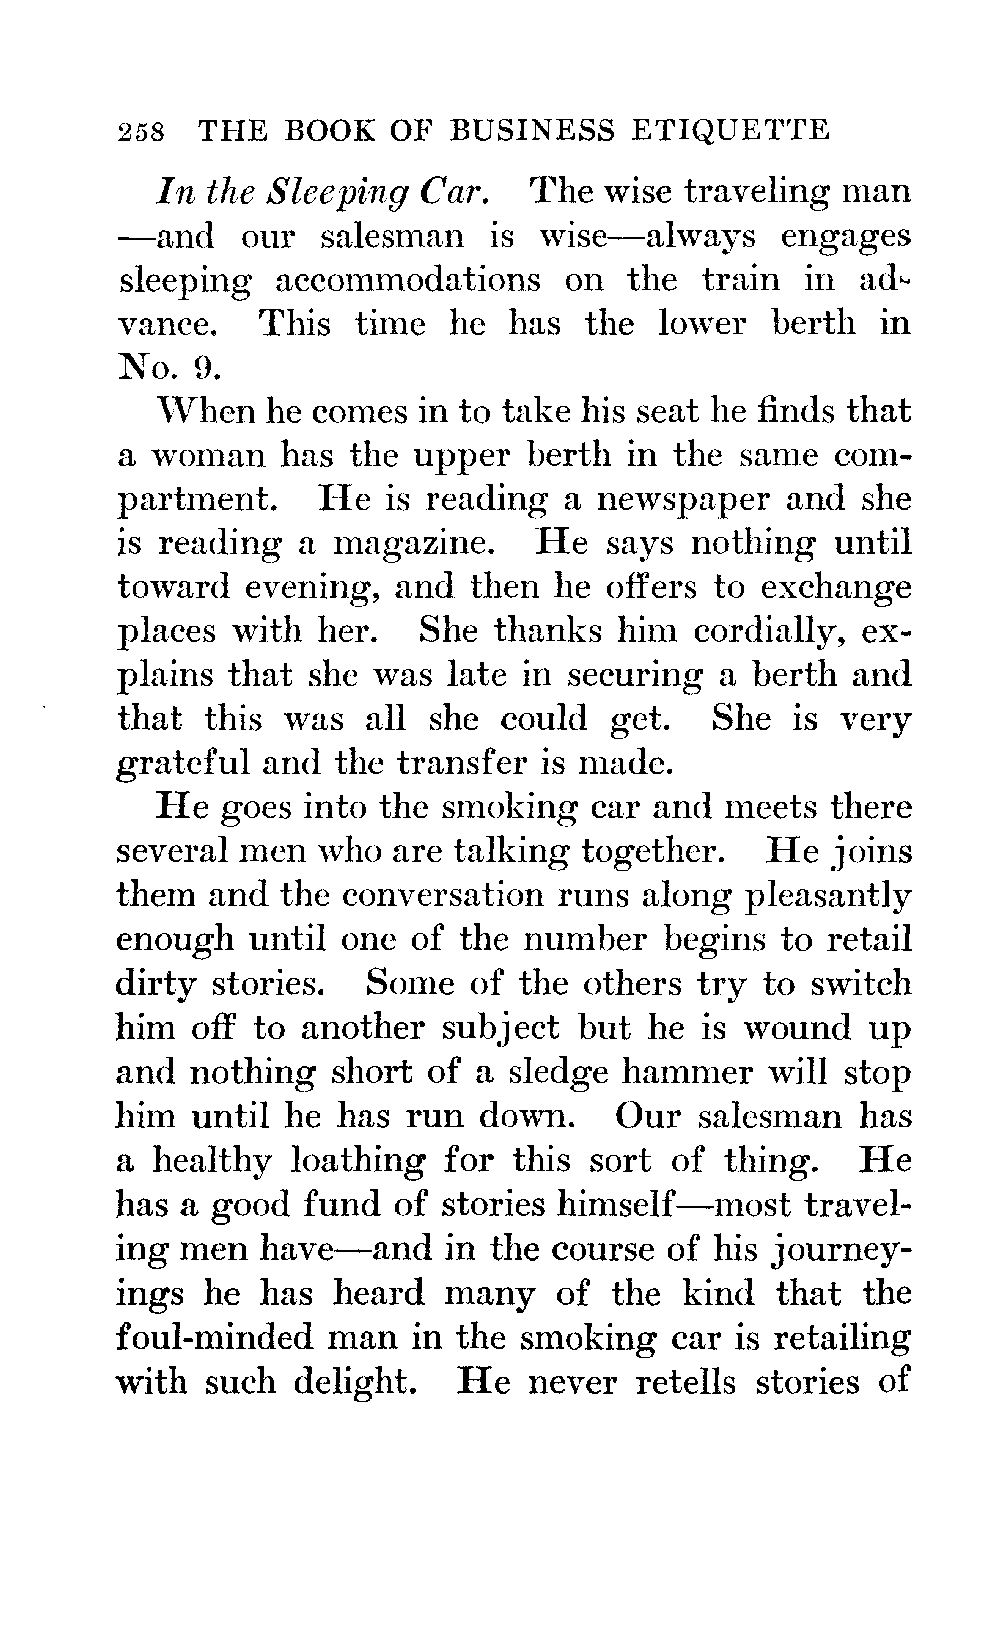 258 THE BOOK OF BUSINESS ETIQUETTE
In the Sleeping Car. The wise traveling man
—and our salesman is wise—always engages
sleeping accommodations on the train in ad-
vance. This time he has the lower berth in
No. 9.
When he comes in to take his seat he finds that
a woman has the upper berth in the same com-
partment. He is reading a newspaper and she
is reading a magazine. He says nothing until
toward evening, and then he offers to exchange
places with her. She thanks him cordially, ex-
plains that she was late in securing a berth and
that this was all she could get. She is very
grateful and the transfer is made.
He goes into the smoking car and meets there
several men who are talking together. He joins
them and the conversation runs along pleasantly
enough until one of the number begins to retail
dirty stories. Some of the others try to switch
him off to another subject but he is wound up
and nothing short of a sledge hammer will stop
him until he has run down. Our salesman has
a healthy loathing for this sort of thing. He
has a good fund of stories himself—most travel-
ing men have—and in the course of his journey-
ings he has heard many of the kind that the
foul-minded man in the smoking car is retailing
with such delight. He never retells stories of